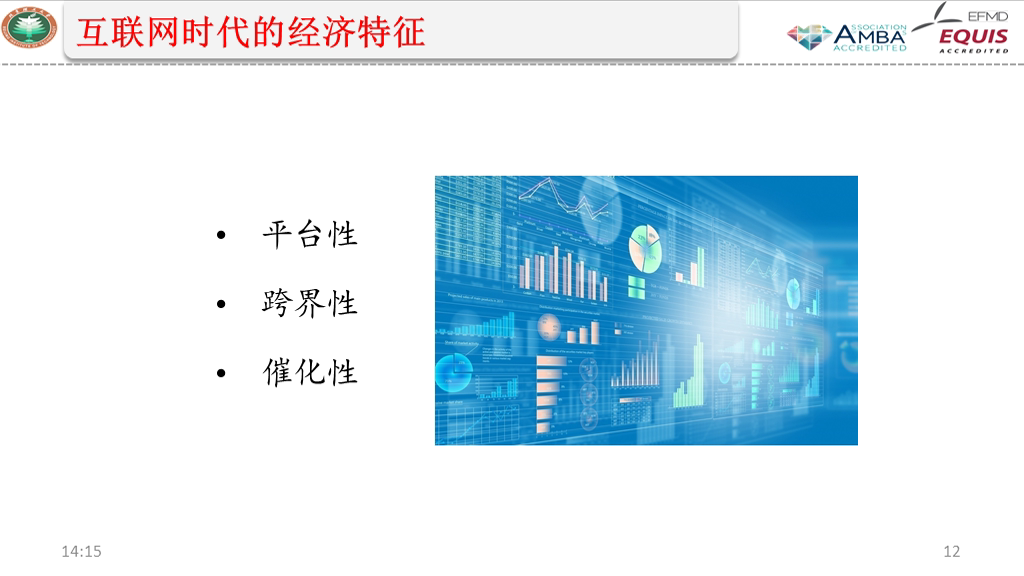 互联网时代的经济特征
ASSOCIATION
AMBA
ACCREDITED
EFMD
EQUIS
ACCREDITED
• 平台性
• 跨界性
• 催化性
14:15
12